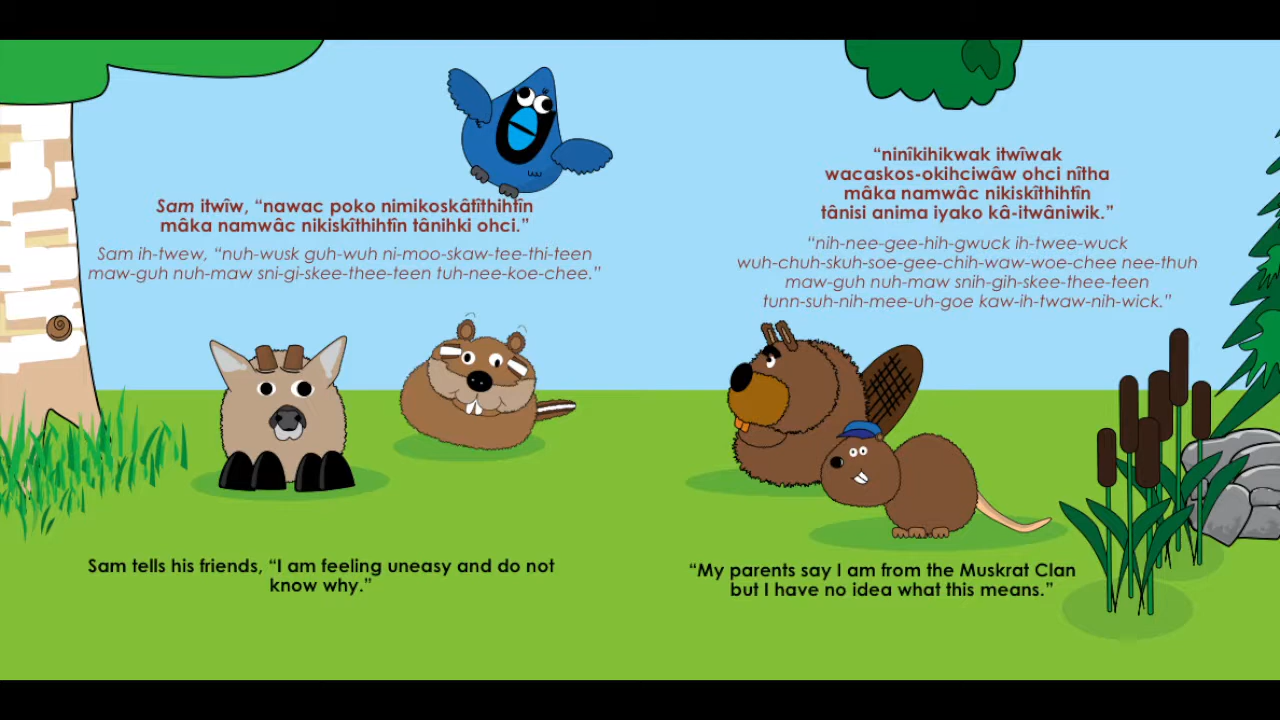 Sam itwîw, “nawac poko nimikoskâtîthihtîn
mâka namwâc nikiskîthihtîn tânihki ohci.”
Sam ih-twew, “nuh-wusk guh-wuh ni-moo-skaw-tee-thi-teen
maw-guh nuh-maw sni-gi-skee-thee-teen tuh-nee-koe-chee.”
Sam tells his friends, “I am feeling uneasy and do not
know why.”
“ninîkihikwak itwîwak
wacaskos-okihciwâw ohci nîtha
mâka namwâc nikiskîthihtîn
tânisi anima iyako kâ-itwâniwik.”
“nih-nee-gee-hih-gwuck ih-twee-wuck
wuh-chuh-skuh-soe-gee-chih-waw-woe-chee nee-thuh
maw-guh nuh-maw snih-gih-skee-thee-teen
tunn-suh-nih-mee-uh-goe kaw-ih-twaw-nih-wick.”
“My parents say I am from the Muskrat Clan
but I have no idea what this means.”